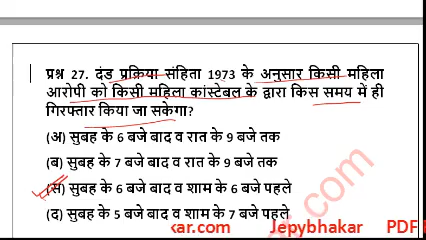 प्रश्न 27. दंड प्रक्रिया संहिता 1973 के अनुसार किसी महिला
आरोपी को किसी महिला कांस्टेबल के द्वारा किस समय में ही
गिरफ्तार किया जा सकेगा?
(अ) सुबह के 6 बजे बाद व रात के 9 बजे तक
(ब) सुबह के 7 बजे बाद व रात के 9 बजे तक
(स) सुबह के 6 बजे बाद व शाम के 6 बजे पहले
(द) सुबह के 5 बजे बाद व शाम के 7 बजे पहले
kar.com Jepybhakar PDF